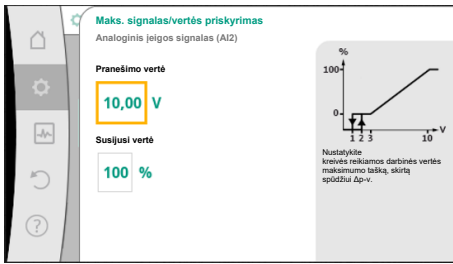 Maks. signalas/vertės priskyrimas
Analoginis įeigos signalas (AI2)
Pranešimo vertė
10,00 V
Susijusi vertė
100 %
%
100
0
1 2 3 10 V
Nustatykite
kreivės reikiamos darbinės vertės
maksimumo tašką, skirtą
spūdžiui Δp-v.
?